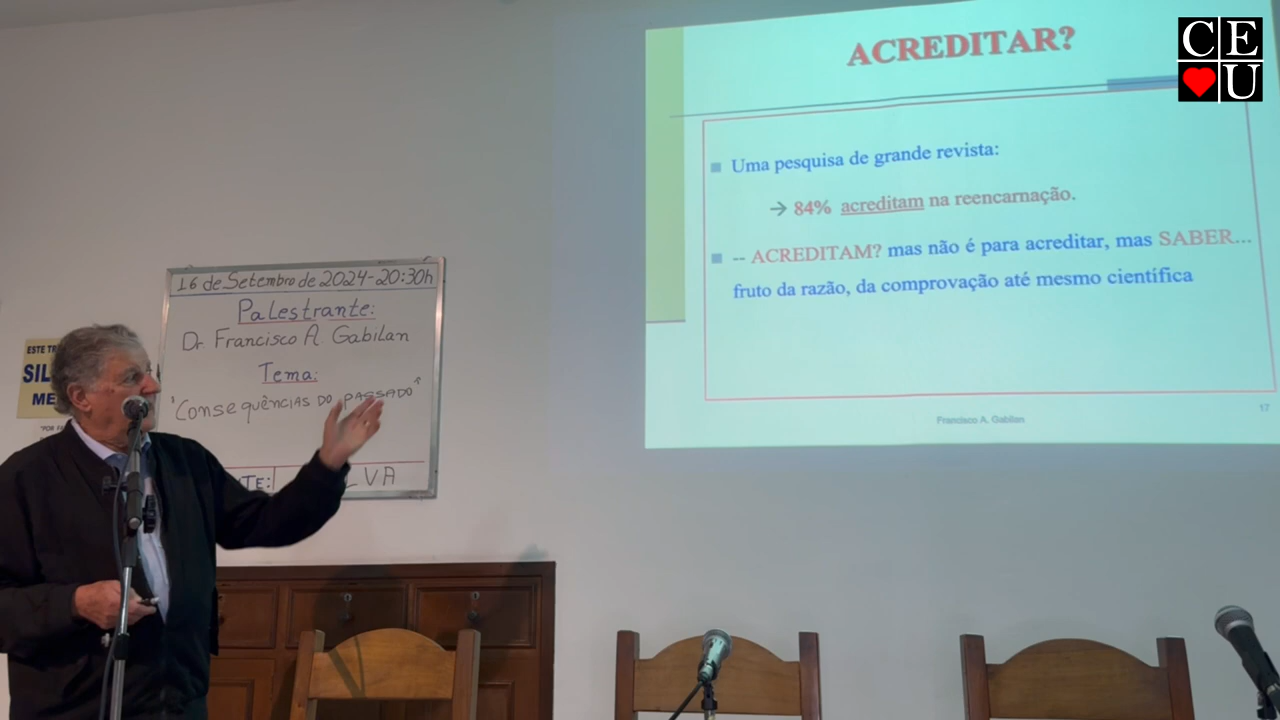 CE
U
ACREDITAR?
Uma pesquisa de grande revista:
→ 84% acreditam na reencarnação.
-- ACREDITAM? mas não é para acreditar, mas SABER...
fruto da razão, da comprovação até mesmo científica
Francisco A. Gabilan
17
16 de Setembro de 2024-20:30h
Palestrante:
Dr Francisco A. Gabilan
Tema:
"Consequências do passado"
TE: LVA
ESTE TR
SIL
ME